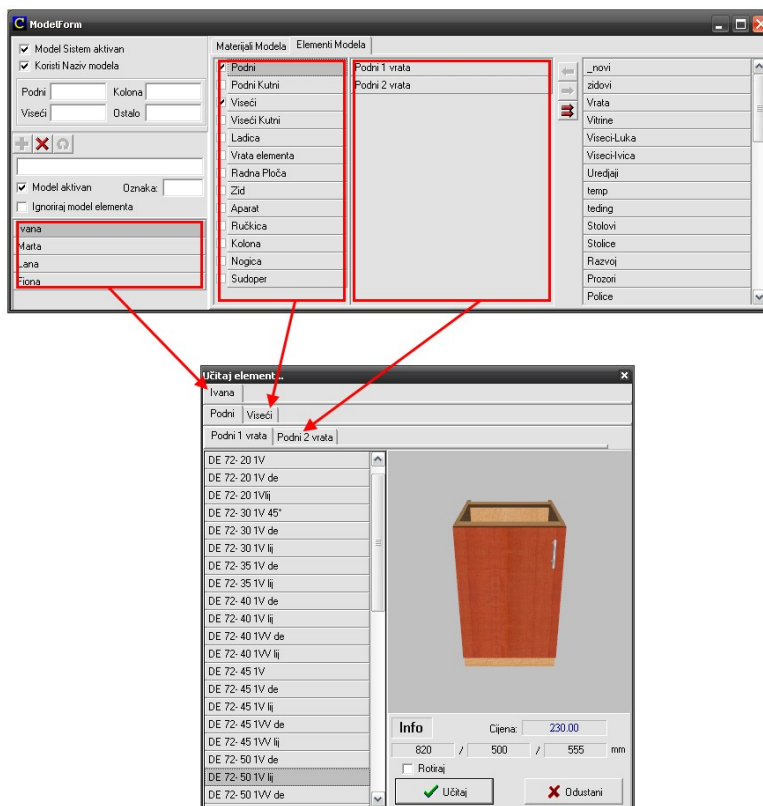 ModelForm
Model Sistem aktivan
Koristi Naziv modela
Podni Kolona
Viseći Ostalo
Model aktivan Oznaka:
Ignoriraj model elementa
Ivana
Marta
Lana
Fiona
Materijali Modela Elementi Modela
Podni
Podni Kutni
Viseći
Viseći Kutni
Ladica
Vrata elementa
Radna Ploča
Zid
Aparat
Ručkica
Kolona
Nogica
Sudoper
Podni 1 vrata
Podni 2 vrata
_novi
zidovi
Vrata
Vitrine
Viseci-Luka
Viseci-Ivica
Uredjaji
temp
teding
Stolovi
Stolice
Razvoj
Prozori
Police
Učitaj element...
Ivana
Podni Viseći
Podni 1 vrata Podni 2 vrata
DE 72- 20 1V
DE 72- 20 1V de
DE 72- 20 1Vlij
DE 72- 30 1V 45°
DE 72- 30 1V de
DE 72- 30 1V lij
DE 72- 35 1V de
DE 72- 35 1V lij
DE 72- 40 1V de
DE 72- 40 1V lij
DE 72- 40 1VV de
DE 72- 40 1VV lij
DE 72- 45 1V
DE 72- 45 1V de
DE 72- 45 1V lij
DE 72- 45 1VV de
DE 72- 45 1VV lij
DE 72- 50 1V de
DE 72- 50 1V lij
DE 72- 50 1VV de
Info Cijena: 230.00
820 / 500 / 555 mm
Rotiraj
Učitaj Odustani